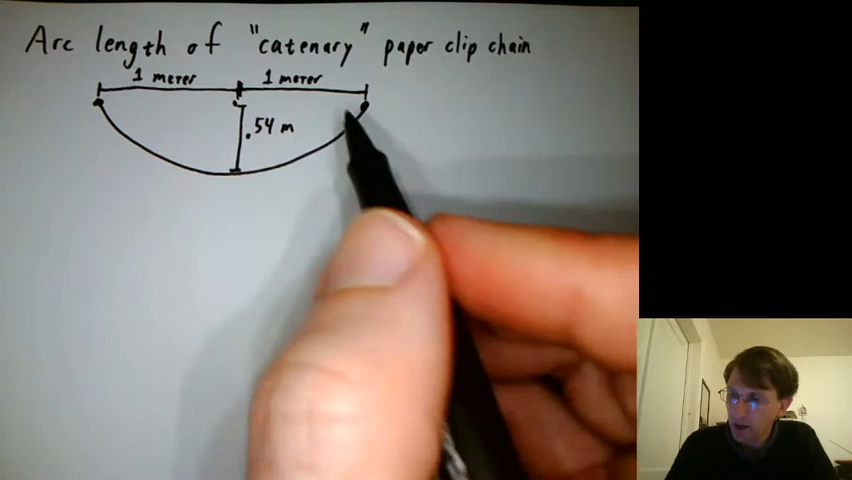 Arc length of "catenary" paper clip chain
1 meter 1 meter
.54 m